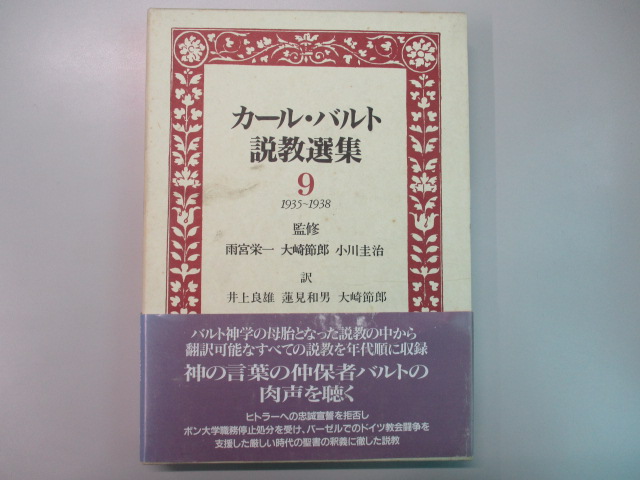 カール・バルト
説教選集
9
1935~1938
監修
雨宮栄一 大崎節郎 小川圭治
訳
井上良雄 蓮見和男 大崎節郎
バルト神学の母胎となった説教の中から
翻訳可能なすべての説教を年代順に収録
神の言葉の仲保者バルトの
肉声を聴く
ヒトラーへの忠誠宣誓を拒否し
ボン大学職務停止処分を受け、バーゼルでのドイツ教会闘争を
支援した厳しい時代の聖書の釈義に徹した説教